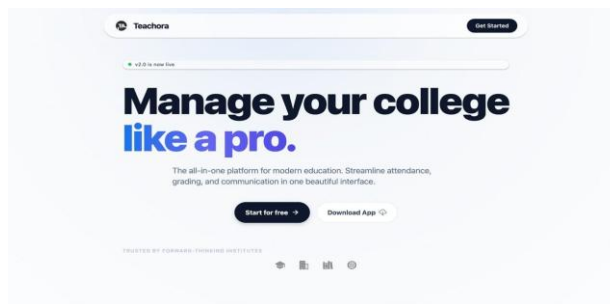 Teachora
Get Started
v2.0 is now live
Manage your college
like a pro.
The all-in-one platform for modern education. Streamline attendance,
grading, and communication in one beautiful interface.
Start for free →
Download App
TRUSTED BY FORWARD-THINKING INSTITUTES